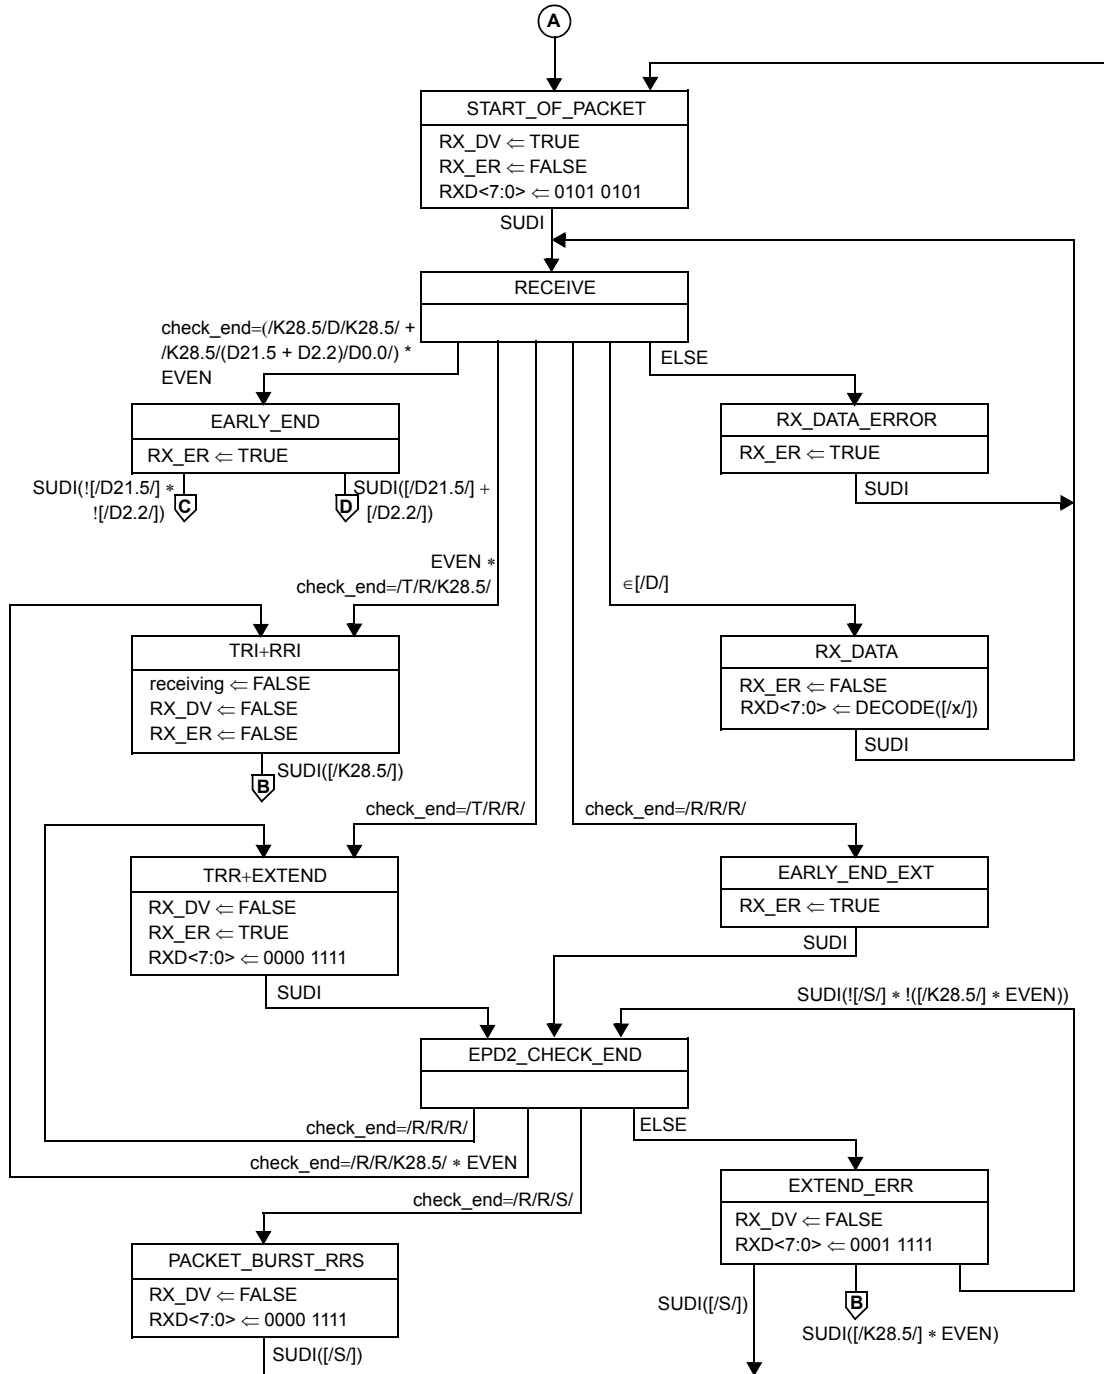 A
START_OF_PACKET
RX_DV ⇐ TRUE
RX_ER ⇐ FALSE
RXD<7:0> ⇐ 0101 0101
SUDI
RECEIVE
check_end=(/K28.5/D/K28.5/ +
/K28.5/(D21.5 + D2.2)/D0.0/) *
EVEN
ELSE
EARLY_END
RX_ER ⇐ TRUE
SUDI(![/D21.5/] ∗
![/D2.2/])
C
D
SUDI([/D21.5/] +
[/D2.2/])
RX_DATA_ERROR
RX_ER ⇐ TRUE
SUDI
EVEN ∗
check_end=/T/R/K28.5/
∈[/D/]
TRI+RRI
receiving ⇐ FALSE
RX_DV ⇐ FALSE
RX_ER ⇐ FALSE
SUDI([/K28.5/])
B
RX_DATA
RX_ER ⇐ FALSE
RXD<7:0> ⇐ DECODE([/x/])
SUDI
check_end=/T/R/R/
check_end=/R/R/R/
TRR+EXTEND
RX_DV ⇐ FALSE
RX_ER ⇐ TRUE
RXD<7:0> ⇐ 0000 1111
SUDI
EARLY_END_EXT
RX_ER ⇐ TRUE
SUDI
SUDI(![/S/] * !([/K28.5/] * EVEN))
EPD2_CHECK_END
check_end=/R/R/R/
ELSE
check_end=/R/R/K28.5/ ∗ EVEN
check_end=/R/R/S/
EXTEND_ERR
RX_DV ⇐ FALSE
RXD<7:0> ⇐ 0001 1111
SUDI([/S/])
B
SUDI([/K28.5/] ∗ EVEN)
PACKET_BURST_RRS
RX_DV ⇐ FALSE
RXD<7:0> ⇐ 0000 1111
SUDI([/S/])